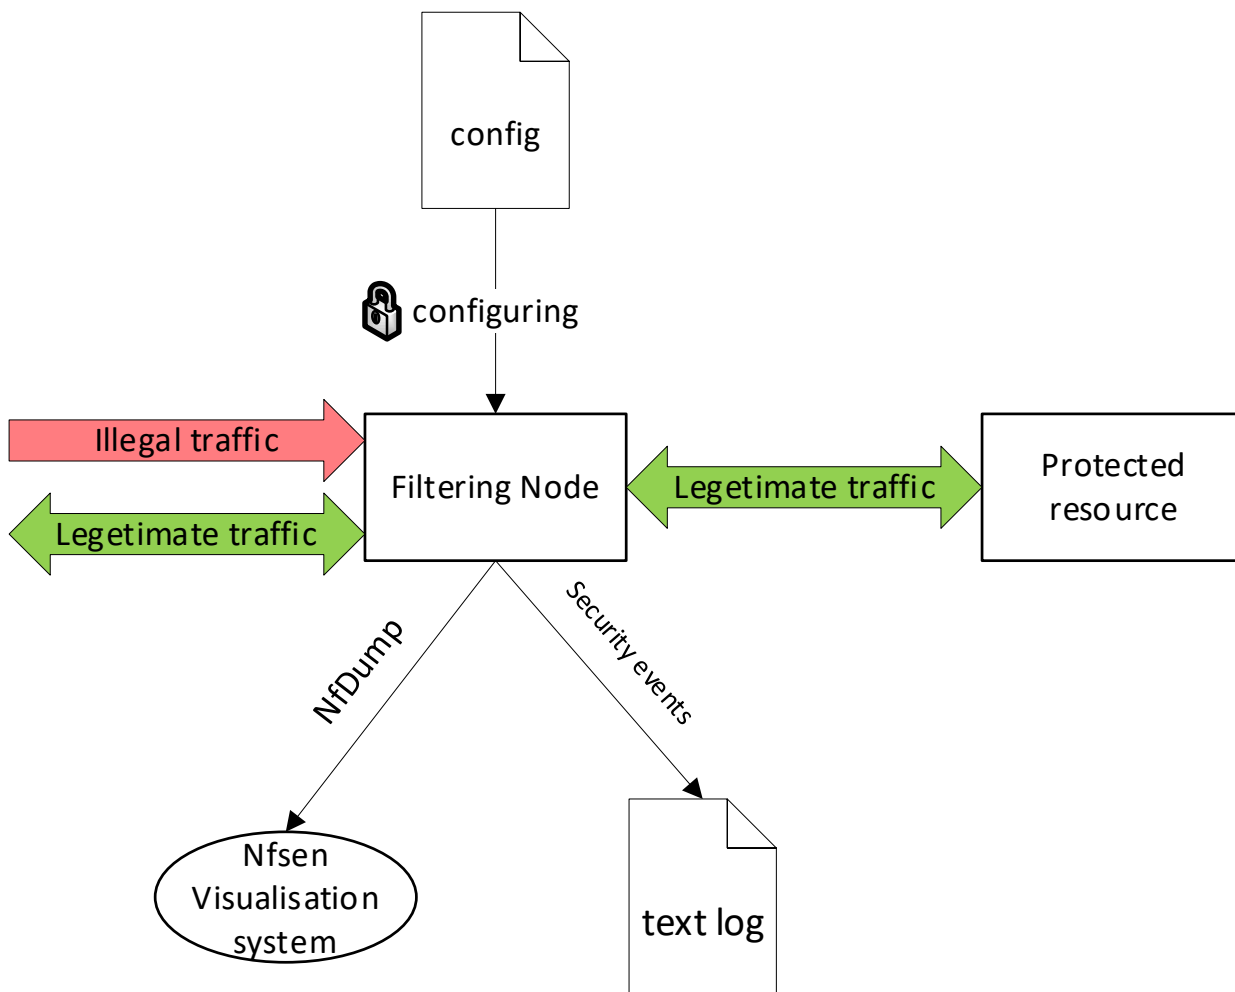 config
configuring
Illegal traffic
Legetimate traffic
Filtering Node
Legetimate traffic
Protected
resource
NfDump
Security events
Nfsen
Visualisation
system
text log